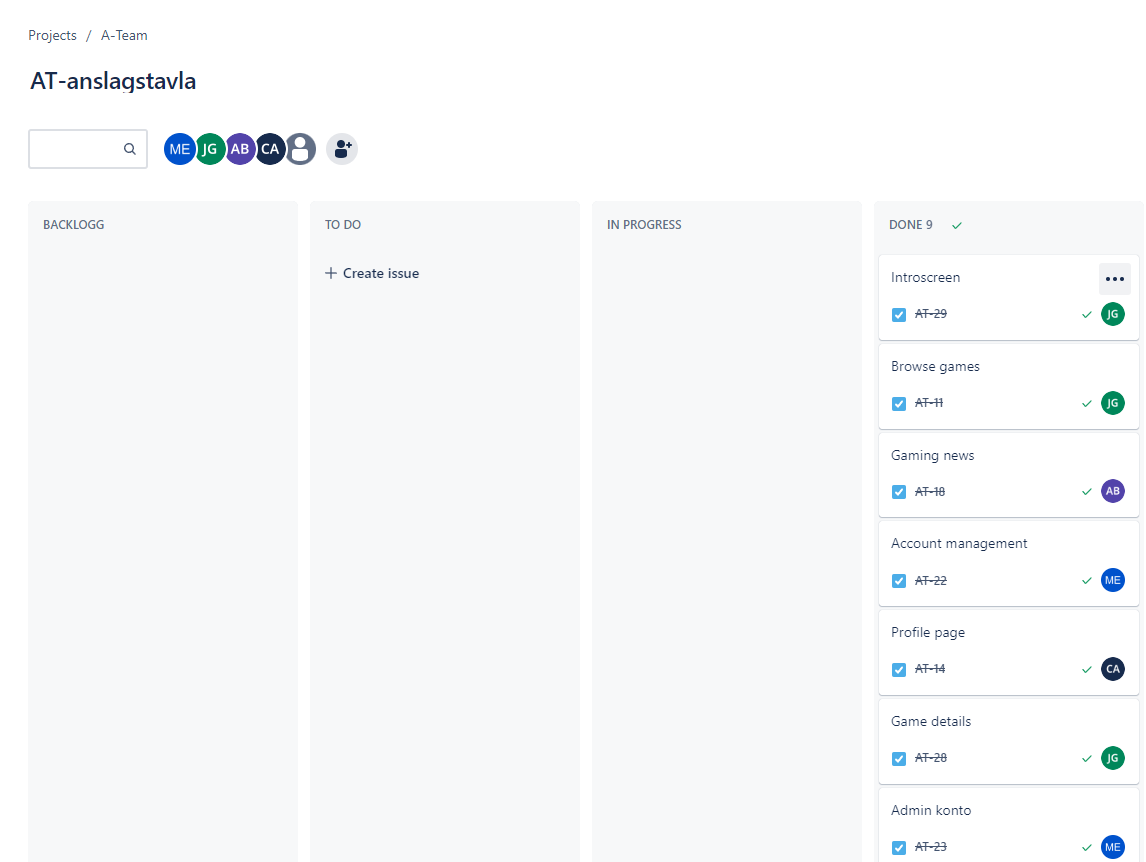 Projects / A-Team
AT-anslagstavla
ME JG AB CA
BACKLOGG
TO DO
+ Create issue
IN PROGRESS
DONE 9
Introscreen
AT-29
JG
Browse games
AT-11
JG
Gaming news
AT-18
AB
Account management
AT-22
ME
Profile page
AT-14
CA
Game details
AT-28
JG
Admin konto
AT-23
ME